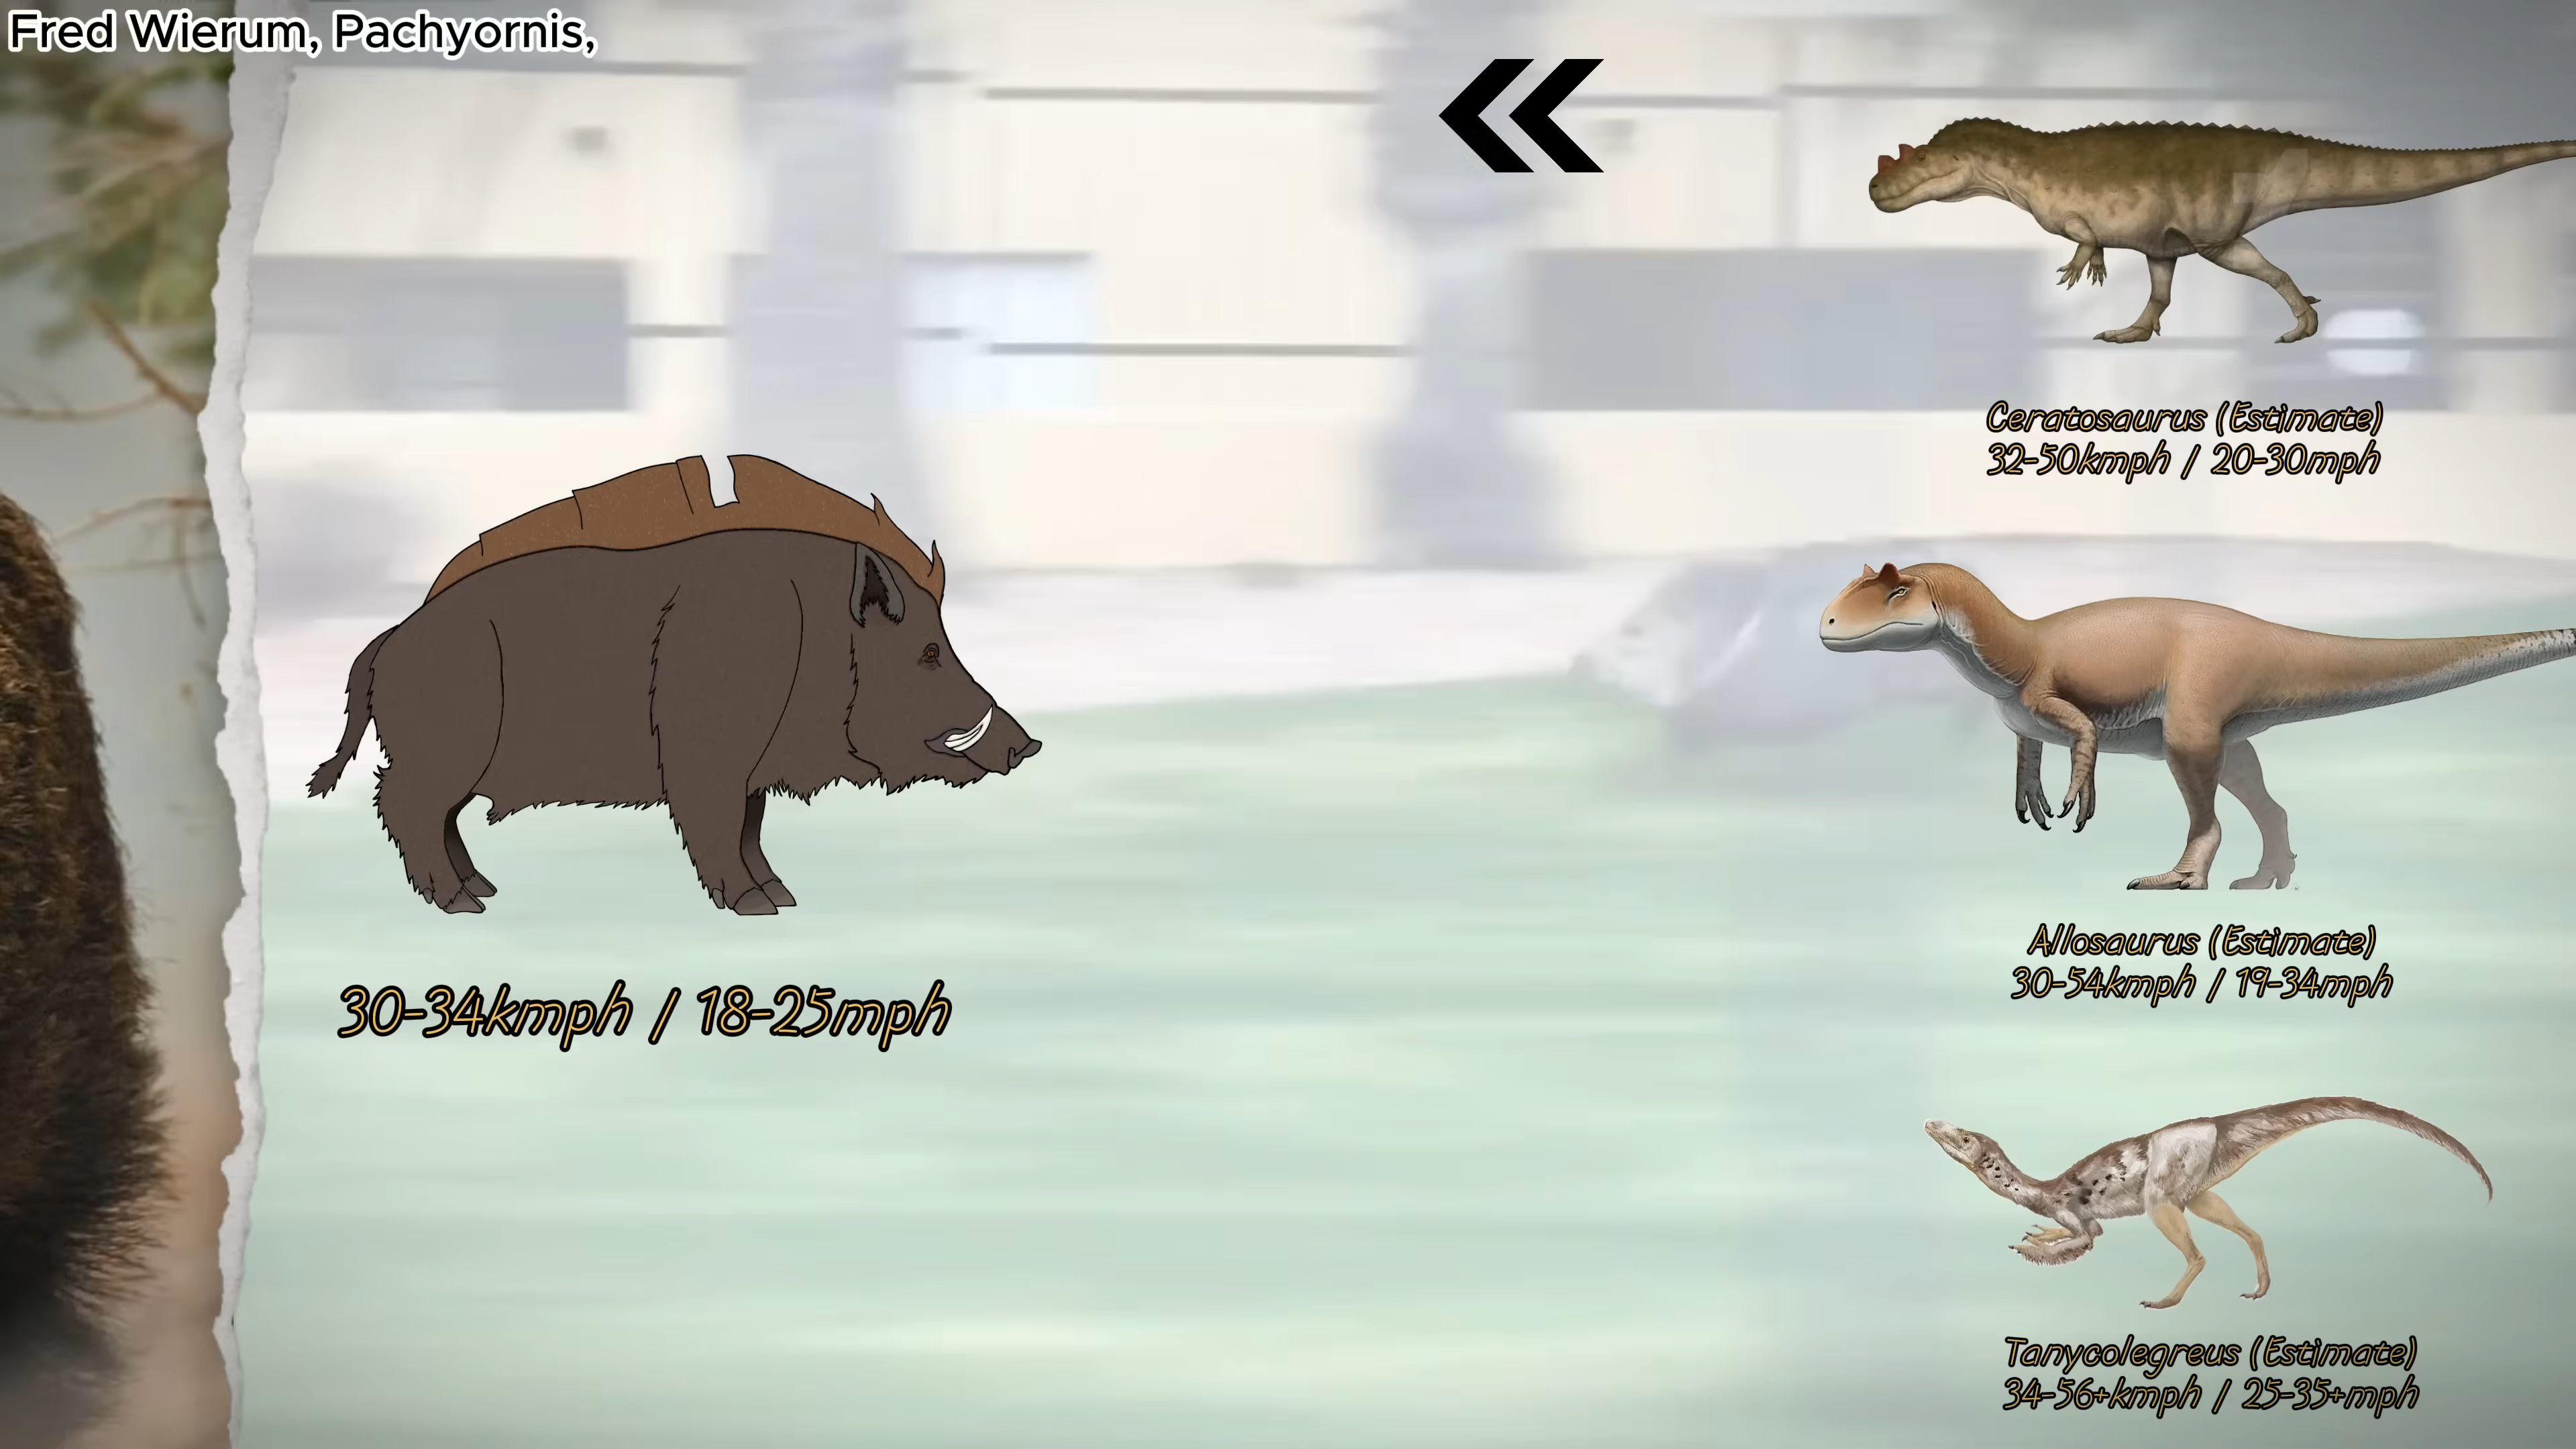 Fred Wierum, Pachyornis,
Ceratosaurus (Estimate)
32-50kmph / 20-30mph
Allosaurus (Estimate)
30-54kmph / 19-34mph
30-34kmph / 18-25mph
Tanycolegreus (Estimate)
34-56+kmph / 25-35+mph